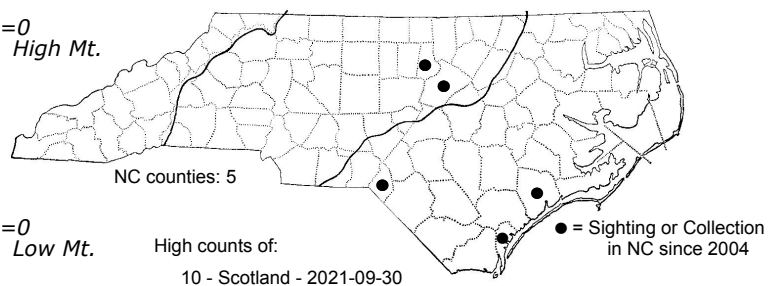 =0
High Mt.
NC counties: 5
=0
Low Mt.
High counts of:
10 - Scotland - 2021-09-30
● = Sighting or Collection
in NC since 2004